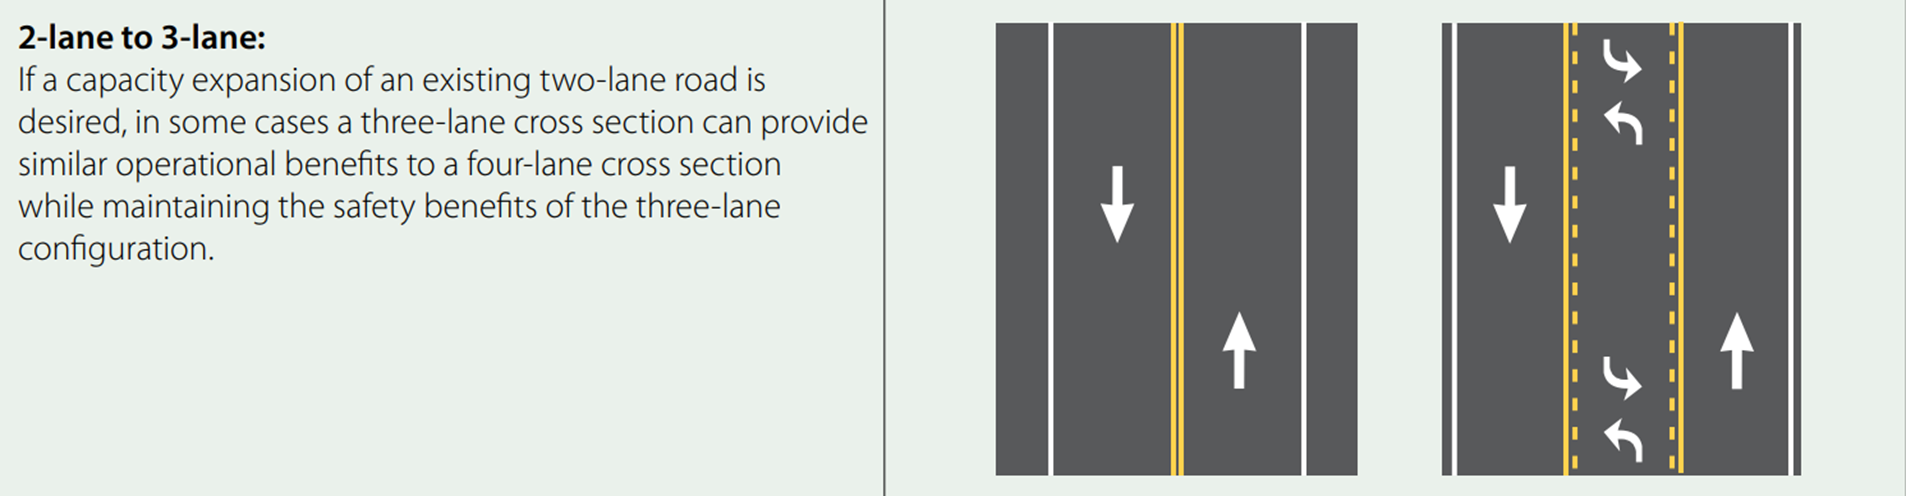 2-lane to 3-lane:
If a capacity expansion of an existing two-lane road is
desired, in some cases a three-lane cross section can provide
similar operational benefits to a four-lane cross section
while maintaining the safety benefits of the three-lane
configuration.